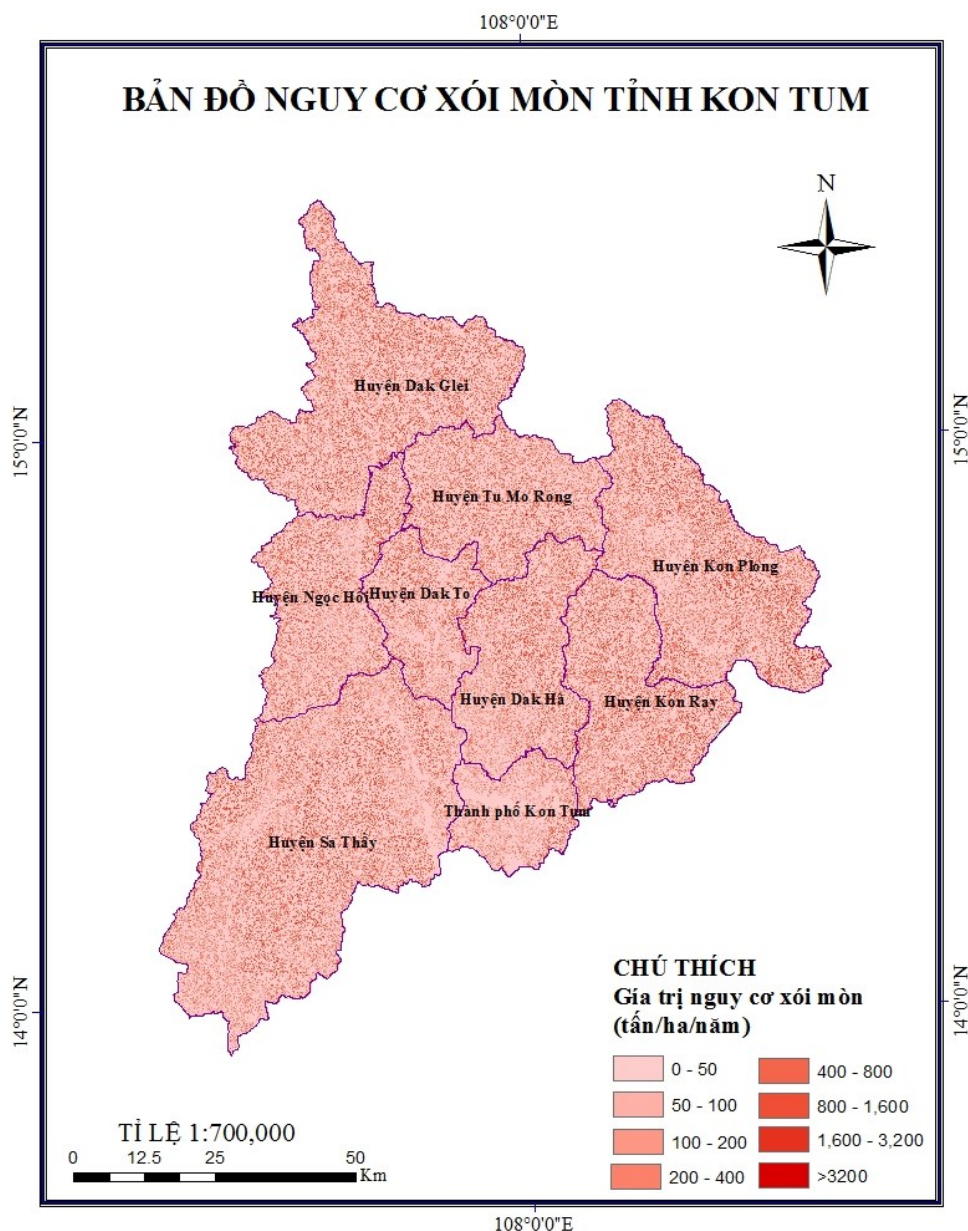 108°0'0"E
BẢN ĐỒ NGUY CƠ XÓI MÒN TỈNH KON TUM
N
Huyện Dak Glei
15°0'0"N
15°0'0"N
Huyện Tu Mo Rong
Huyện Kon Plong
Huyện Ngọc Hồi
Huyện Dak To
Huyện Dak Hà
Huyện Kon Ray
Thành phố Kon Tum
Huyện Sa Thầy
14°0'0"N
14°0'0"N
CHÚ THÍCH
Gía trị nguy cơ xói mòn
(tấn/ha/năm)
0 - 50
50 - 100
100 - 200
200 - 400
400 - 800
800 - 1,600
1,600 - 3,200
>3200
TỈ LỆ 1:700,000
0 12.5 25 50
Km
108°0'0"E